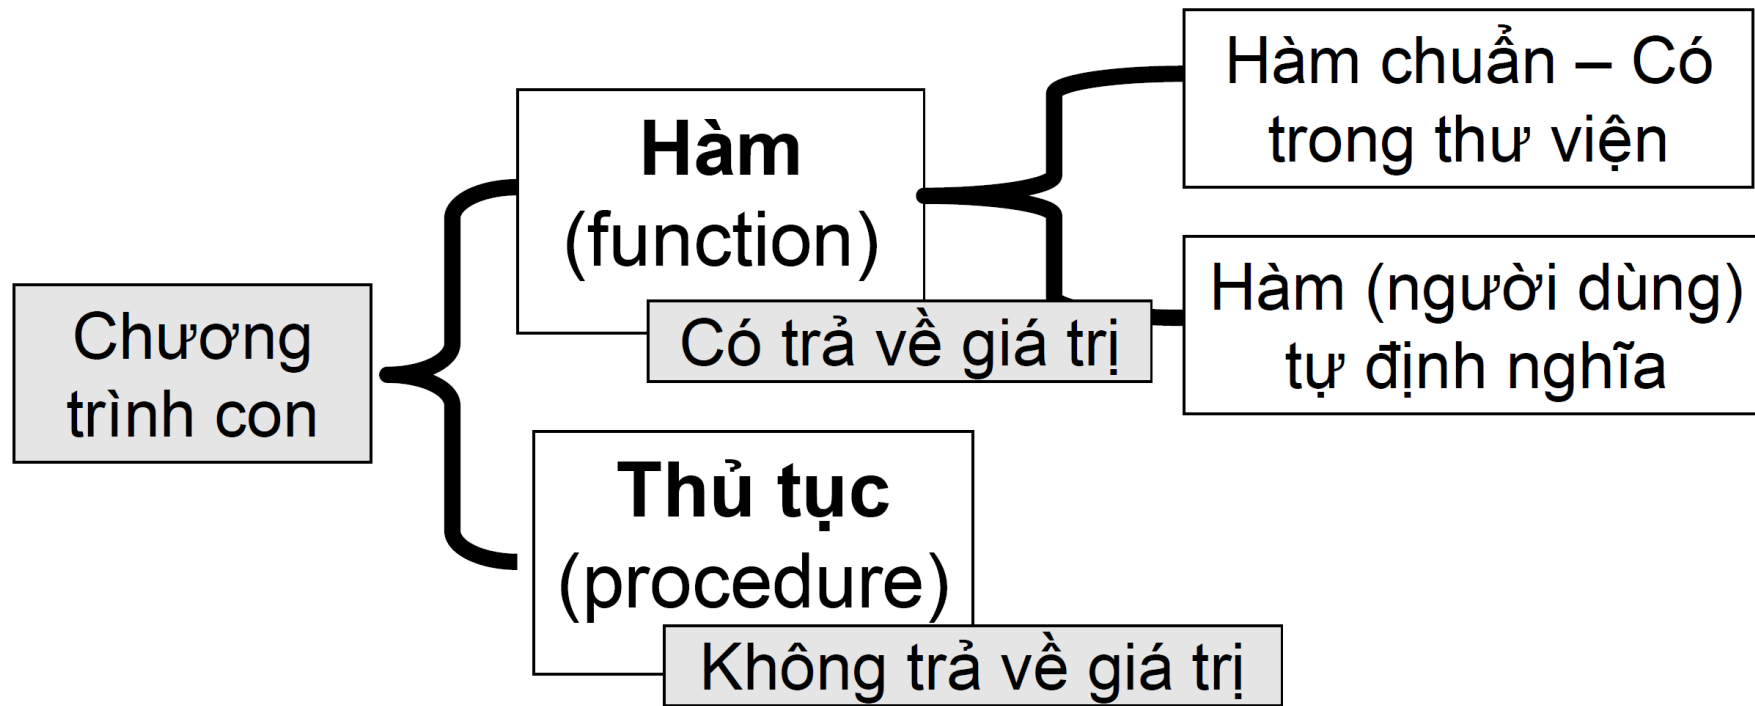 Chương
trình con
Hàm
(function)
Có trả về giá trị
Hàm chuẩn – Có
trong thư viện
Hàm (người dùng)
tự định nghĩa
Thủ tục
(procedure)
Không trả về giá trị